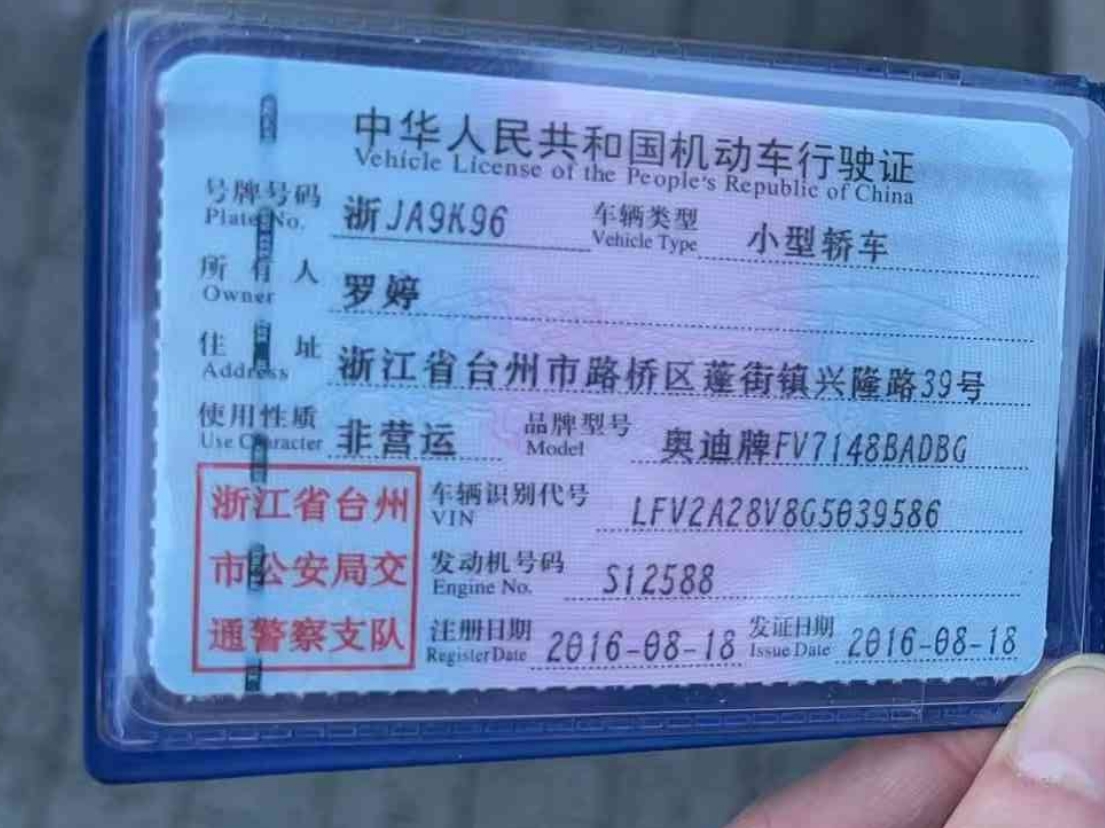 中华人民共和国机动车行驶证
Vehicle License of the People's Republic of China
号牌号码 浙JA9K96 车辆类型 小型轿车
Plate No. Vehicle Type
所有人 罗婷
Owner
住址 浙江省台州市路桥区蓬街镇兴隆路39号
Address
使用性质 非营运 品牌型号 奥迪牌FV7148BADBG
Use Character Model
浙江省台州 车辆识别代号 LFV2A28V8G5039586
VIN
市公安局交 发动机号码 S12588
Engine No.
通警察支队 注册日期 2016-08-18 发证日期 2016-08-18
Register Date Issue Date